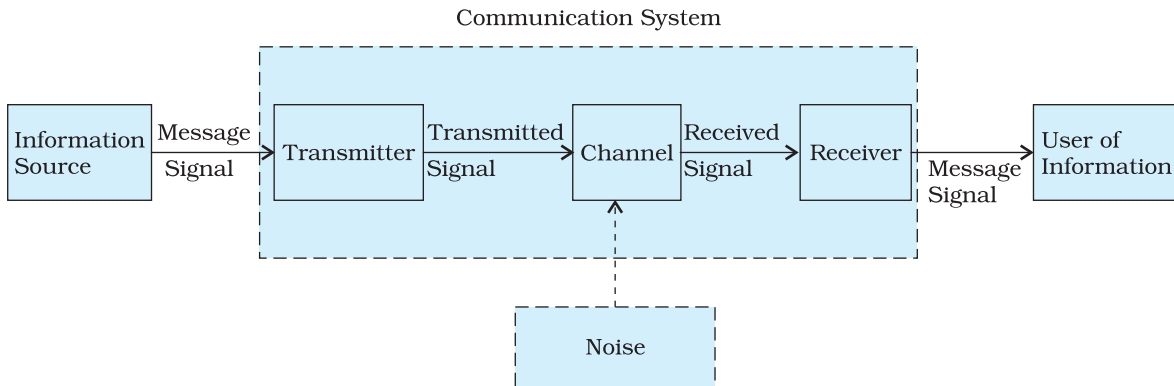 Communication System
Information
Source
Message
Signal
Transmitter
Transmitted
Signal
Channel
Received
Signal
Receiver
Message
Signal
User of
Information
Noise